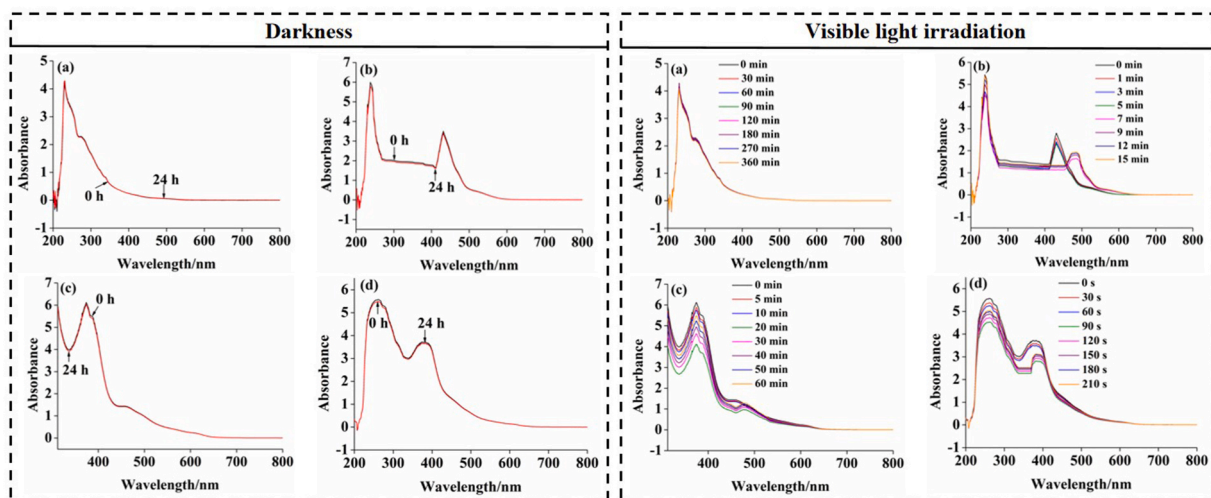 Darkness
(a)
5
4
3
2
1
0
-1
200 300 400 500 600 700 800
Absorbance
Wavelength/nm
0 h
24 h
(b)
7
6
5
4
3
2
1
0
-1
200 300 400 500 600 700 800
Absorbance
Wavelength/nm
0 h
24 h
(c)
7
6
5
4
3
2
1
0
400 500 600 700 800
Absorbance
Wavelength/nm
0 h
24 h
(d)
7
6
5
4
3
2
1
0
-1
200 300 400 500 600 700 800
Absorbance
Wavelength/nm
0 h
24 h
Visible light irradiation
(a)
0 min
30 min
60 min
90 min
120 min
180 min
270 min
360 min
5
4
3
2
1
0
-1
200 300 400 500 600 700 800
Absorbance
Wavelength/nm
(b)
0 min
1 min
3 min
5 min
7 min
9 min
12 min
15 min
6
5
4
3
2
1
0
-1
200 300 400 500 600 700 800
Absorbance
Wavelength/nm
(c)
0 min
5 min
10 min
20 min
30 min
40 min
50 min
60 min
7
6
5
4
3
2
1
0
-1
400 500 600 700 800
Absorbance
Wavelength/nm
(d)
0 s
30 s
60 s
90 s
120 s
150 s
180 s
210 s
6
5
4
3
2
1
0
-1
200 300 400 500 600 700 800
Absorbance
Wavelength/nm